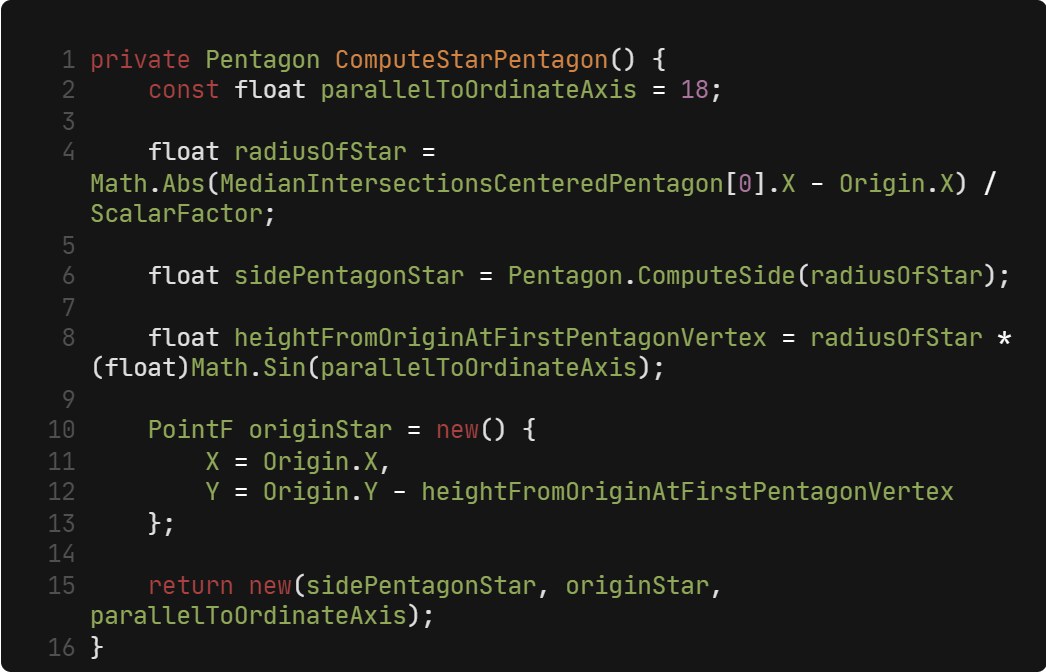 1 private Pentagon ComputeStarPentagon() {
2     const float parallelToOrdinateAxis = 18;
3
4     float radiusOfStar =
Math.Abs(MedianIntersectionsCenteredPentagon[0].X - Origin.X) /
ScalarFactor;
5
6     float sidePentagonStar = Pentagon.ComputeSide(radiusOfStar);
7
8     float heightFromOriginAtFirstPentagonVertex = radiusOfStar *
(float)Math.Sin(parallelToOrdinateAxis);
9
10     PointF originStar = new() {
11         X = Origin.X,
12         Y = Origin.Y - heightFromOriginAtFirstPentagonVertex
13     };
14
15     return new(sidePentagonStar, originStar,
parallelToOrdinateAxis);
16 }